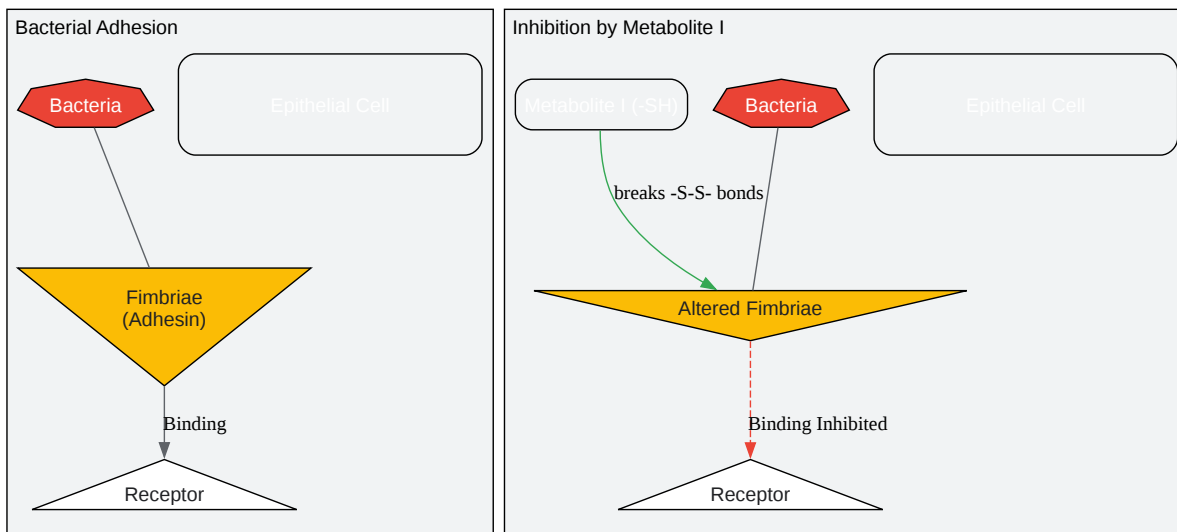 Bacterial Adhesion
Bacteria
Epithelial Cell
Fimbriae
(Adhesin)
Binding
Receptor
Inhibition by Metabolite I
Metabolite I (-SH)
Bacteria
Epithelial Cell
breaks -S-S- bonds
Altered Fimbriae
Binding Inhibited
Receptor